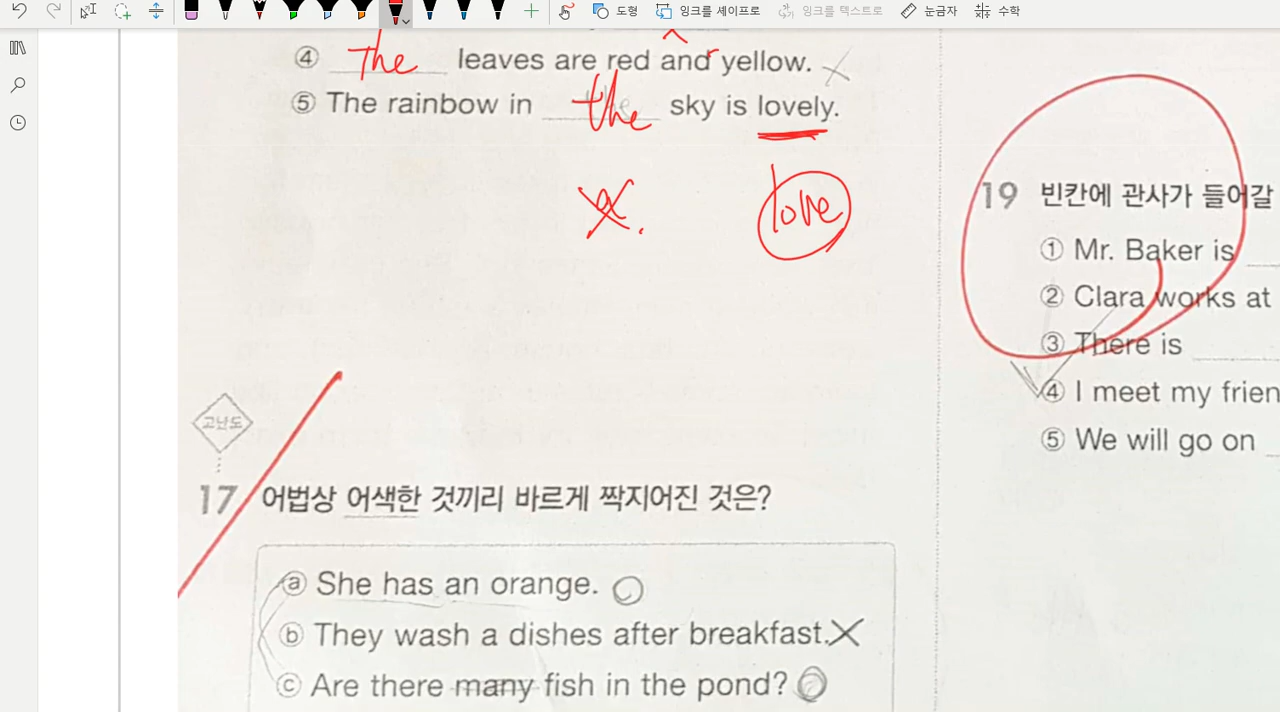 도형 잉크를 셰이프로 잉크를 텍스트로 눈금자 수학
④ The leaves are red and yellow.
⑤ The rainbow in the sky is lovely.
a love
고난도
17 어법상 어색한 것끼리 바르게 짝지어진 것은?
ⓐ She has an orange.
ⓑ They wash a dishes after breakfast.
ⓒ Are there many fish in the pond?
19 빈칸에 관사가 들어갈
① Mr. Baker is
② Clara works at
③ There is
④ I meet my frien
⑤ We will go on